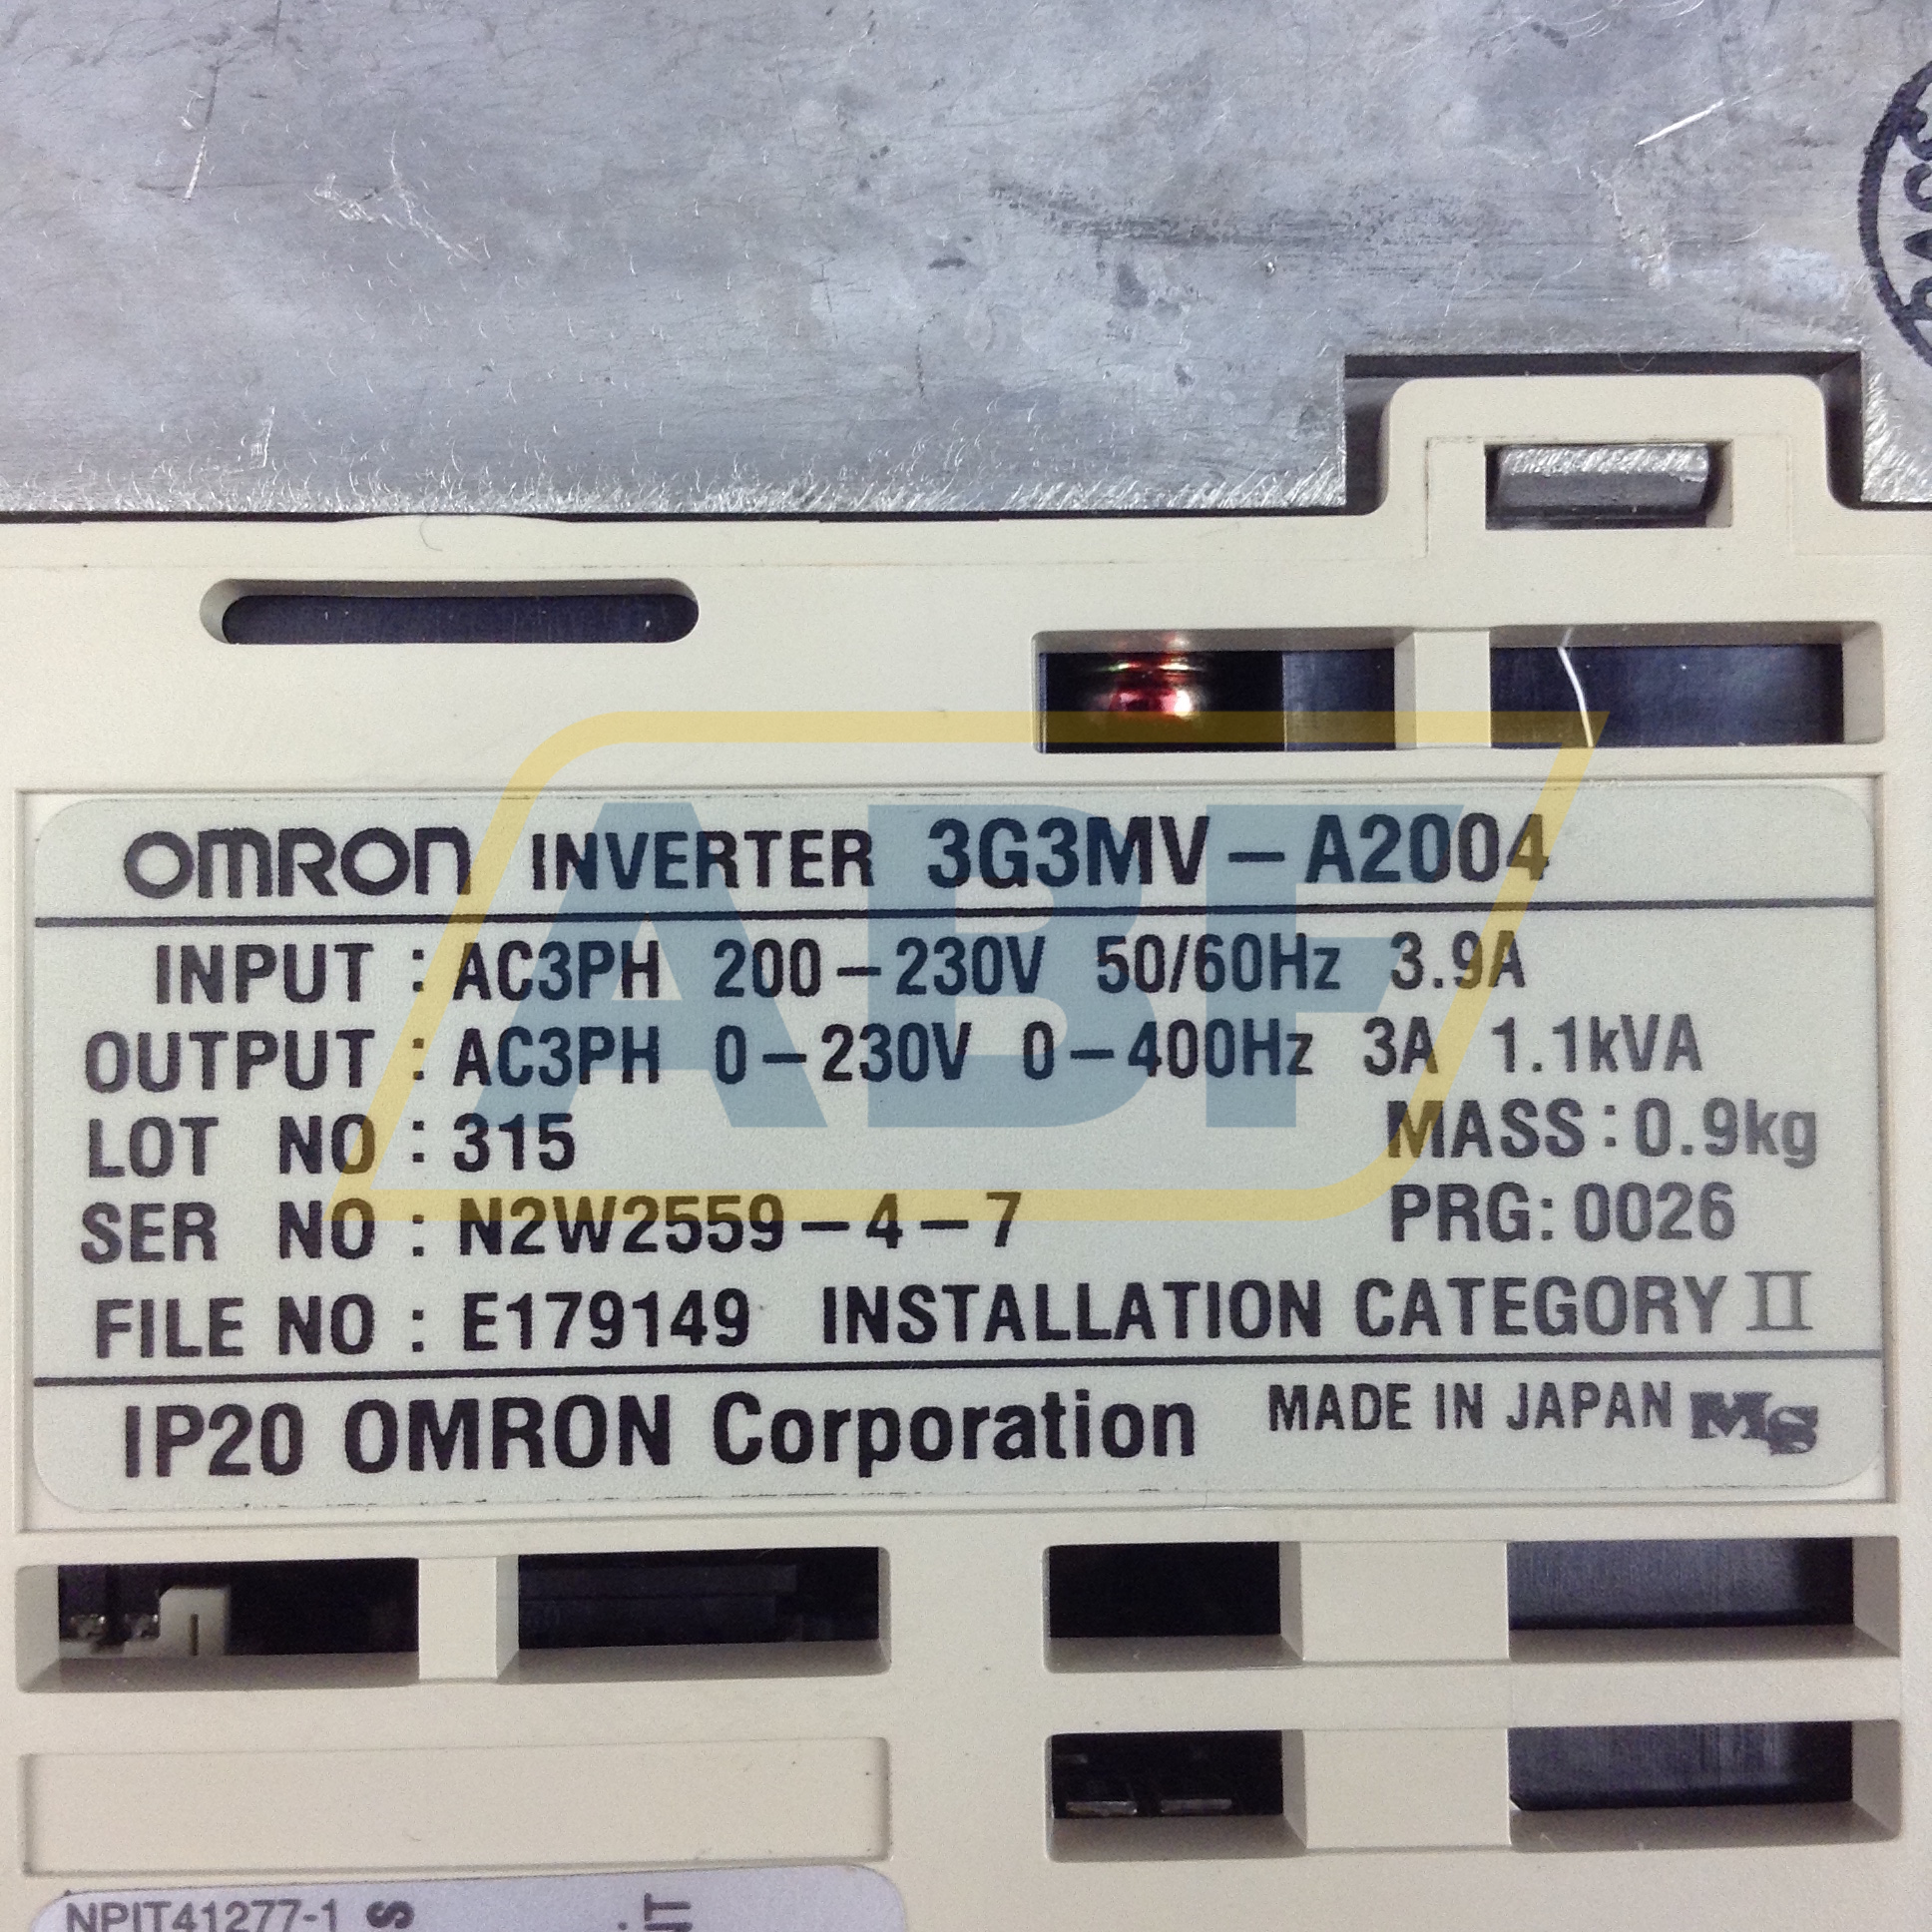 OMRON INVERTER 3G3MV-A2004
INPUT : AC3PH 200-230V 50/60Hz 3.9A
OUTPUT : AC3PH 0-230V 0-400Hz 3A 1.1kVA
LOT NO : 315 MASS : 0.9kg
SER NO : N2W2559-4-7 PRG: 0026
FILE NO : E179149 INSTALLATION CATEGORY II
IP20 OMRON Corporation MADE IN JAPAN MS
ABF
NPIT41277-1